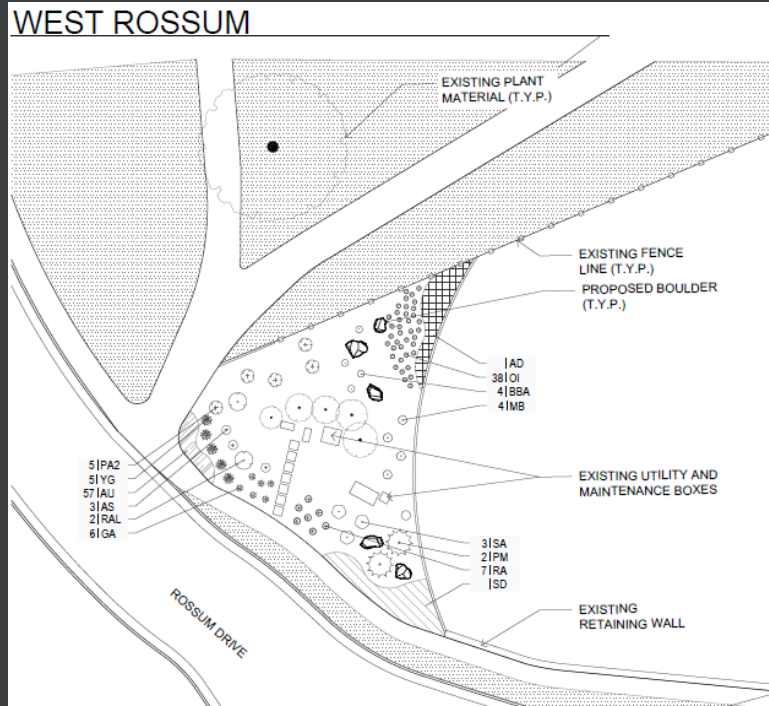 WEST ROSSUM
EXISTING PLANT
MATERIAL (T.Y.P.)
EXISTING FENCE
LINE (T.Y.P.)
PROPOSED BOULDER
(T.Y.P.)
|AD
38|OI
4|BBA
4|MB
5|PA2
5|YG
57|AU
3|AS
2|RAL
6|GA
EXISTING UTILITY AND
MAINTENANCE BOXES
3|SA
2|PM
7|RA
|SD
ROSSUM DRIVE
EXISTING
RETAINING WALL